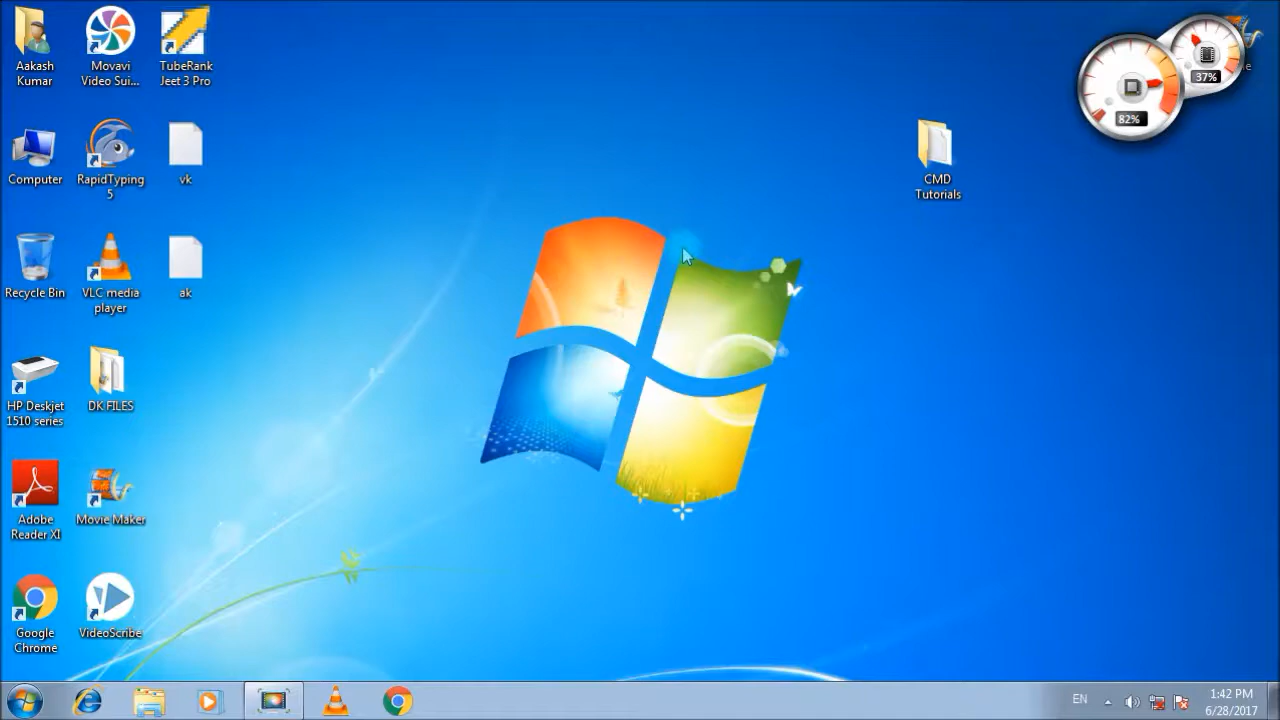 Aakash
Kumar
Movavi
Video Sui...
TubeRank
Jeet 3 Pro
Computer
RapidTyping
5
vk
Recycle Bin
VLC media
player
ak
HP Deskjet
1510 series
DK FILES
Adobe
Reader XI
Movie Maker
Google
Chrome
VideoScribe
CMD
Tutorials
82%
37%
EN
1:42 PM
6/28/2017